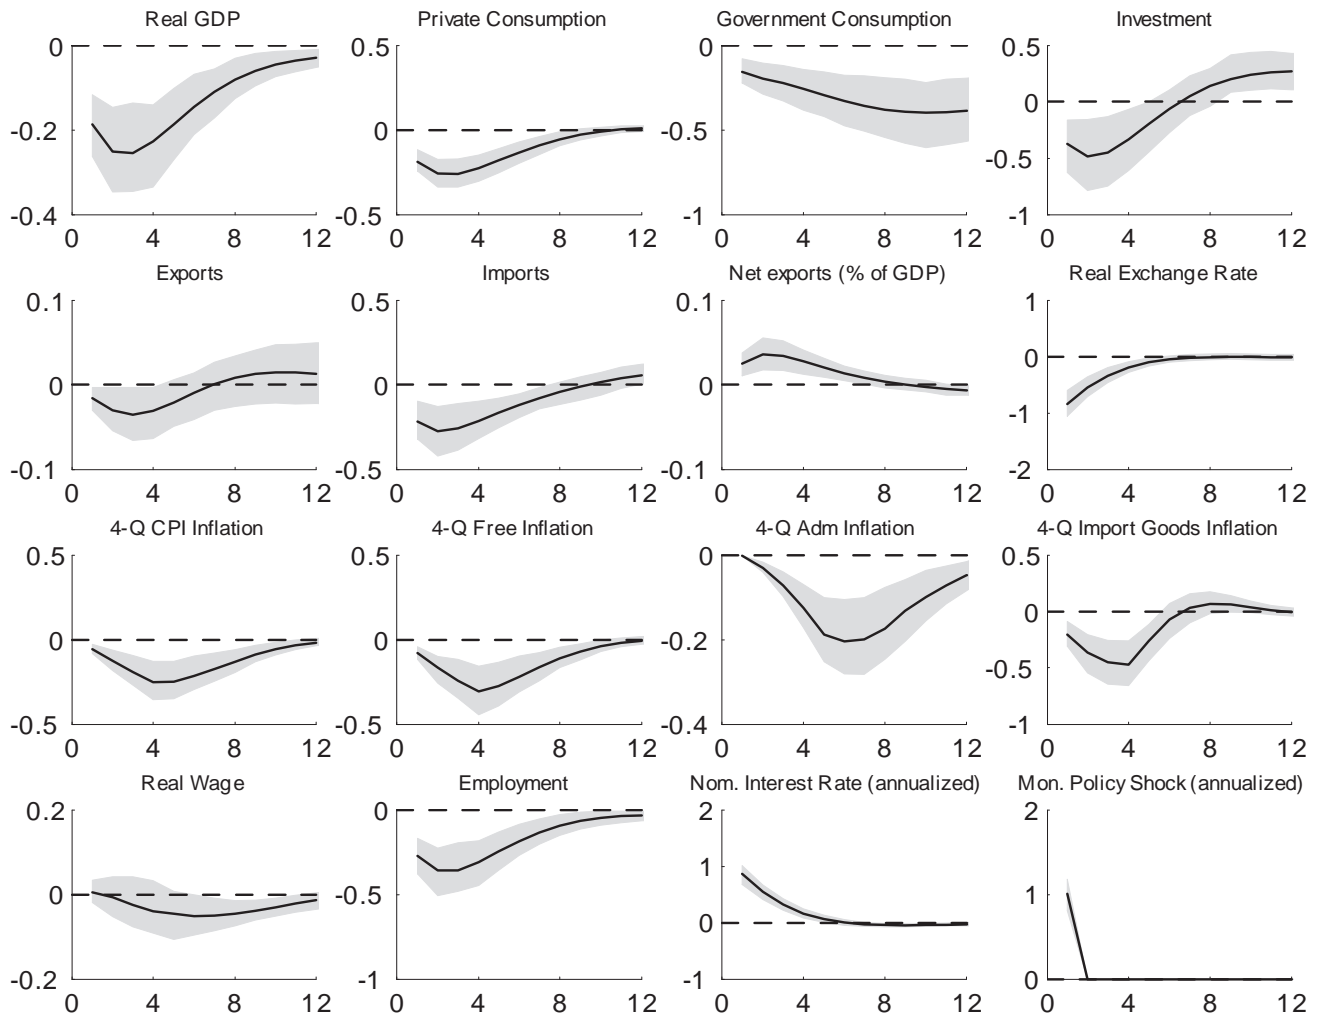 Real GDP
Private Consumption
Government Consumption
Investment
0
-0.2
-0.4
0 4 8 12
0.5
0
-0.5
0 4 8 12
0
-0.5
-1
0 4 8 12
0.5
0
-0.5
-1
0 4 8 12
Exports
Imports
Net exports (% of GDP)
Real Exchange Rate
0.1
0
-0.1
0 4 8 12
0.5
0
-0.5
0 4 8 12
0.1
0
-0.1
0 4 8 12
1
0
-1
-2
0 4 8 12
4-Q CPI Inflation
4-Q Free Inflation
4-Q Adm Inflation
4-Q Import Goods Inflation
0.5
0
-0.5
0 4 8 12
0.5
0
-0.5
0 4 8 12
0
-0.2
-0.4
0 4 8 12
0.5
0
-0.5
-1
0 4 8 12
Real Wage
Employment
Nom. Interest Rate (annualized)
Mon. Policy Shock (annualized)
0.2
0
-0.2
0 4 8 12
0
-0.5
-1
0 4 8 12
2
1
0
-1
0 4 8 12
2
1
0
0 4 8 12